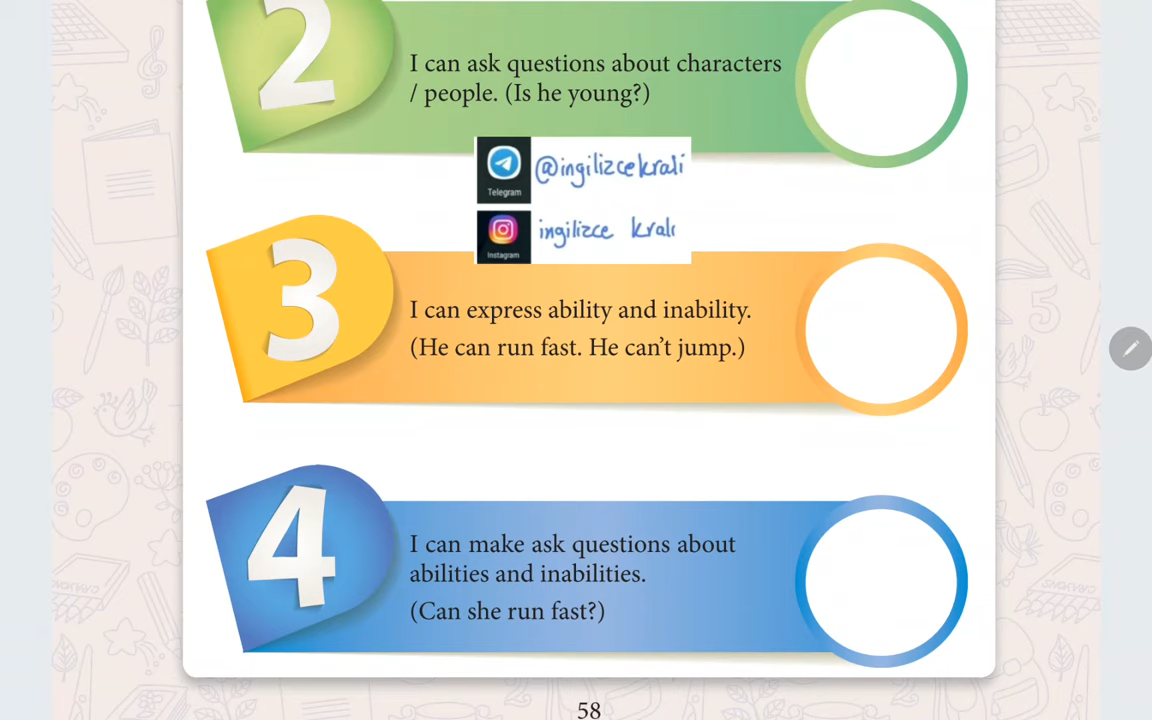 2
I can ask questions about characters
/ people. (Is he young?)
Telegram
@ingilizcekrali
Instagram
ingilizce kralı
3
I can express ability and inability.
(He can run fast. He can’t jump.)
4
I can make ask questions about
abilities and inabilities.
(Can she run fast?)
58